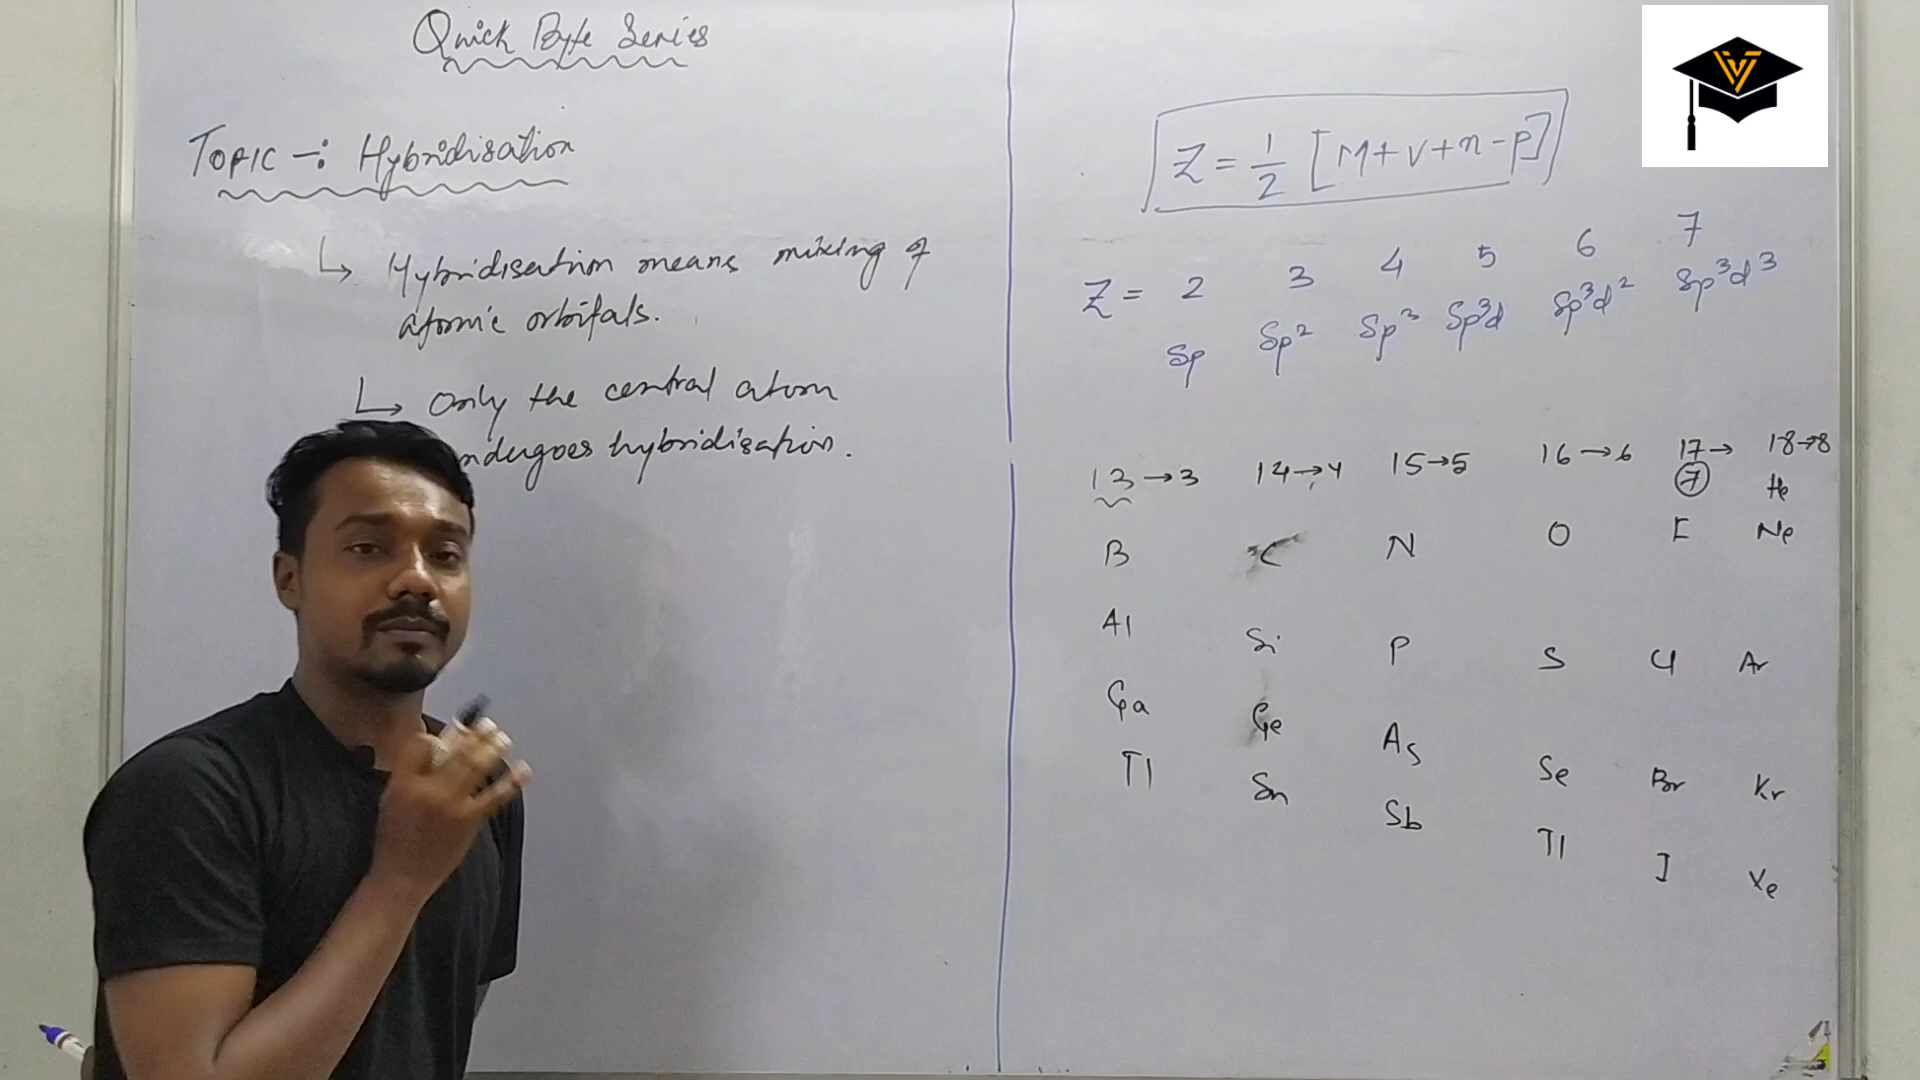 Quick Byte Series
TOPIC -: Hybridisation
Hybridisation means mixing of
atomic orbitals.
Only the central atom
ndergoes hybridisation.
Z = 1/2 [M+V+n-P]
Z = 2 3 4 5 6 7
Sp Sp² Sp³ Sp³d Sp³d² Sp³d³
13→3 14→4 15→5 16→6 17→ 18→8
7 He
B C N O F Ne
Al Si P S Cl Ar
Ga Ge As Se Br Kr
Tl Sn Sb Tl I Xe